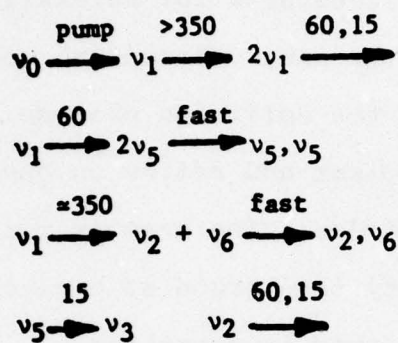 pump >350 60,15
ν₀ → ν₁ → 2ν₁ →
60 fast
ν₁ → 2ν₅ → ν₅,ν₅
≃350 fast
ν₁ → ν₂ + ν₆ → ν₂,ν₆
15 60,15
ν₅ → ν₃ ν₂ →